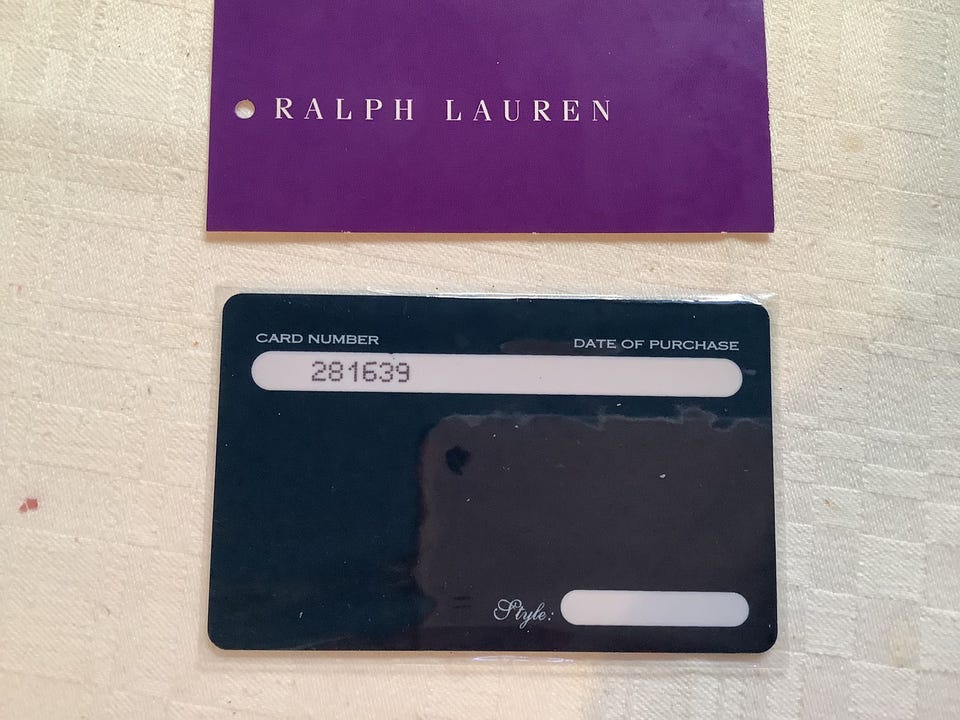 RALPH LAUREN
CARD NUMBER
DATE OF PURCHASE
281639
Style: